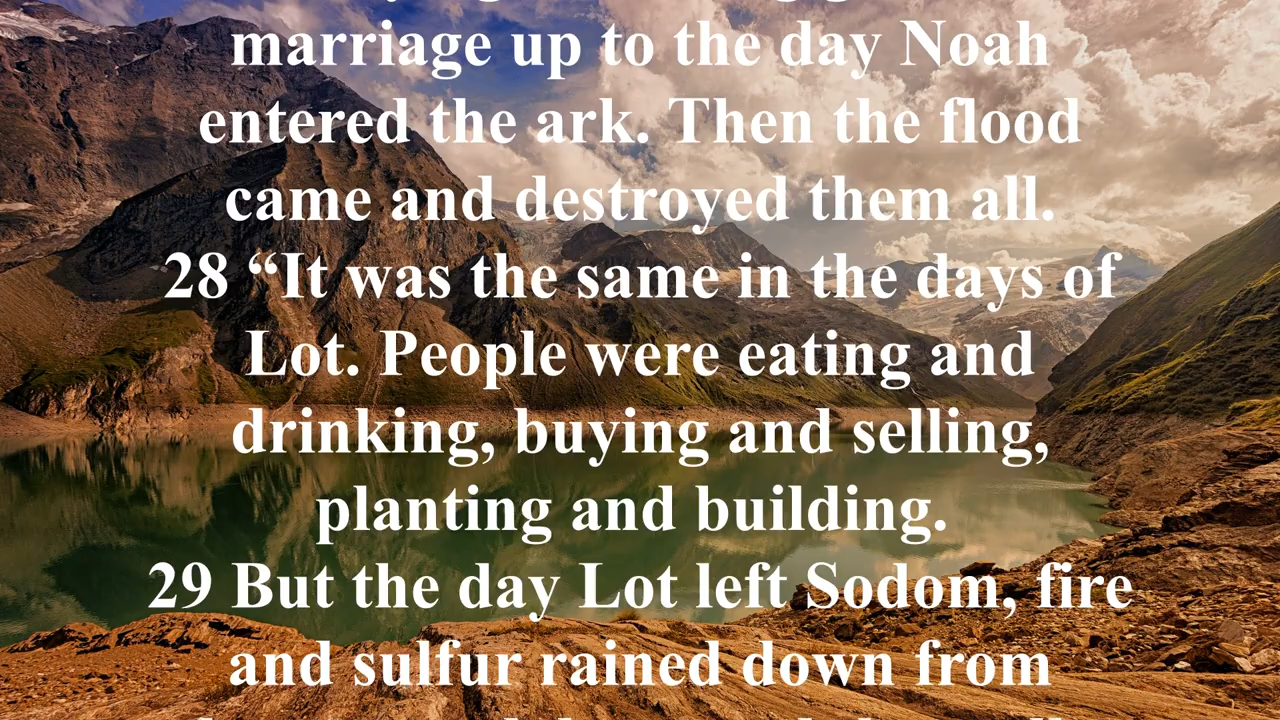 marriage up to the day Noah
entered the ark. Then the flood
came and destroyed them all.
28 “It was the same in the days of
Lot. People were eating and
drinking, buying and selling,
planting and building.
29 But the day Lot left Sodom, fire
and sulfur rained down from